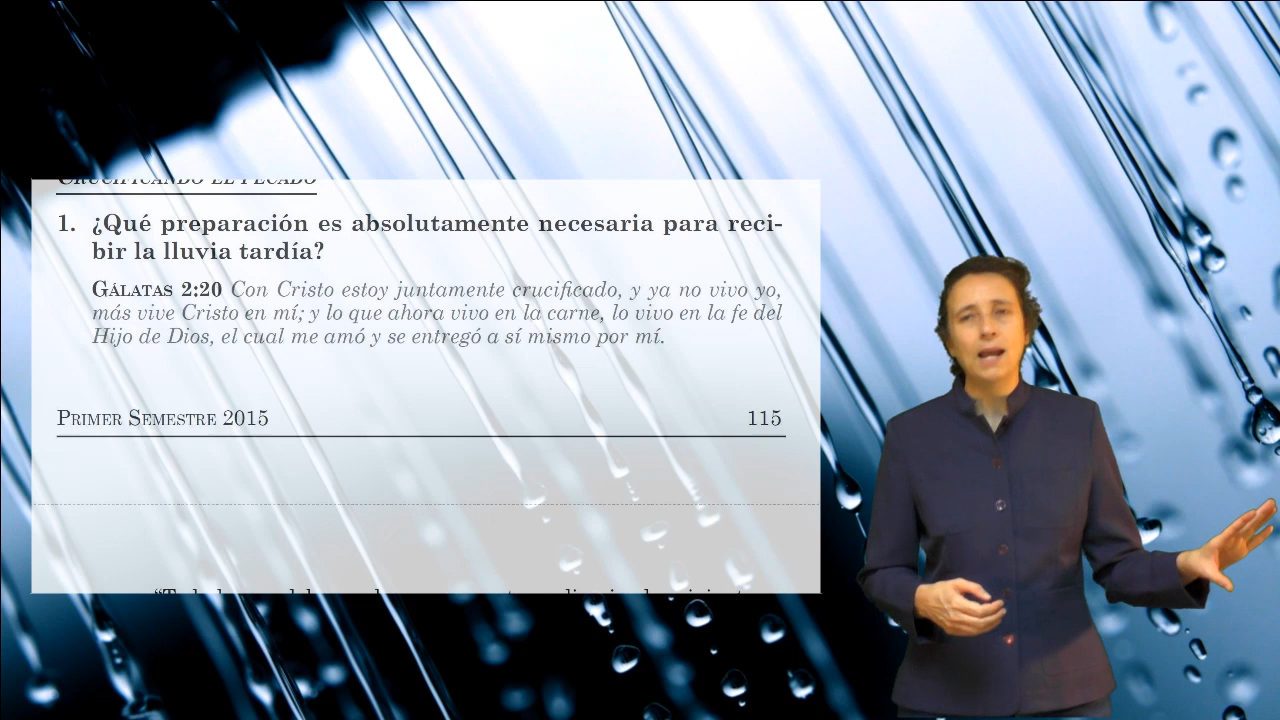 CRUCIFICANDO EL PECADO
1. ¿Qué preparación es absolutamente necesaria para reci-
bir la lluvia tardía?
GÁLATAS 2:20 Con Cristo estoy juntamente crucificado, y ya no vivo yo,
más vive Cristo en mí; y lo que ahora vivo en la carne, lo vivo en la fe del
Hijo de Dios, el cual me amó y se entregó a sí mismo por mí.
PRIMER SEMESTRE 2015 115